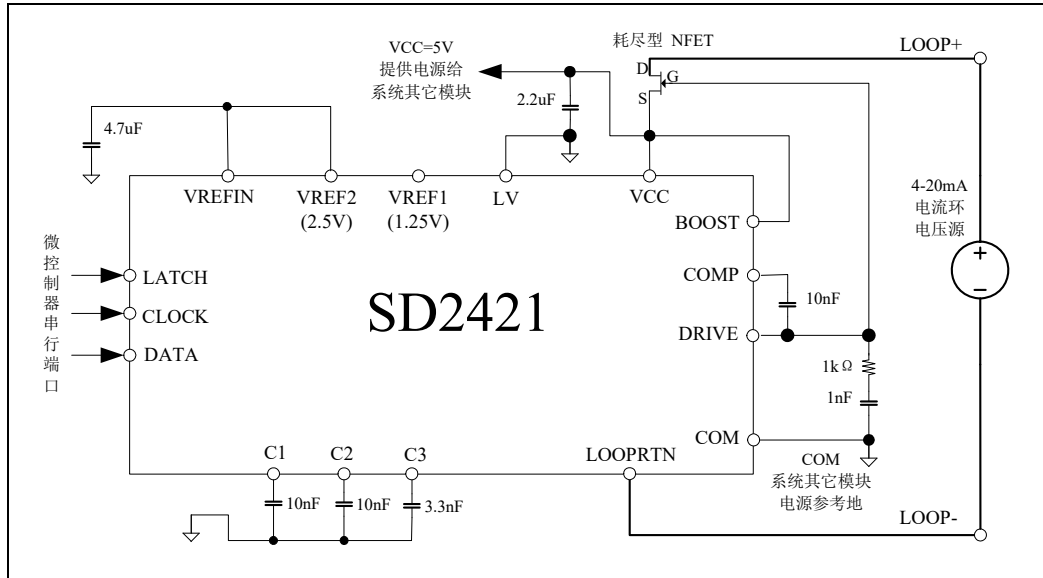 耗尽型 NFET
LOOP+
VCC=5V
提供电源给
系统其它模块
D
G
S
2.2uF
4.7uF
VREFIN
VREF2
(2.5V)
VREF1
(1.25V)
LV
VCC
BOOST
4-20mA
电流环
电压源
微控制器串行端口
LATCH
CLOCK
DATA
SD2421
COMP
10nF
DRIVE
1kΩ
1nF
COM
COM
系统其它模块
电源参考地
C1
C2
C3
LOOPRTN
10nF
10nF
3.3nF
LOOP-